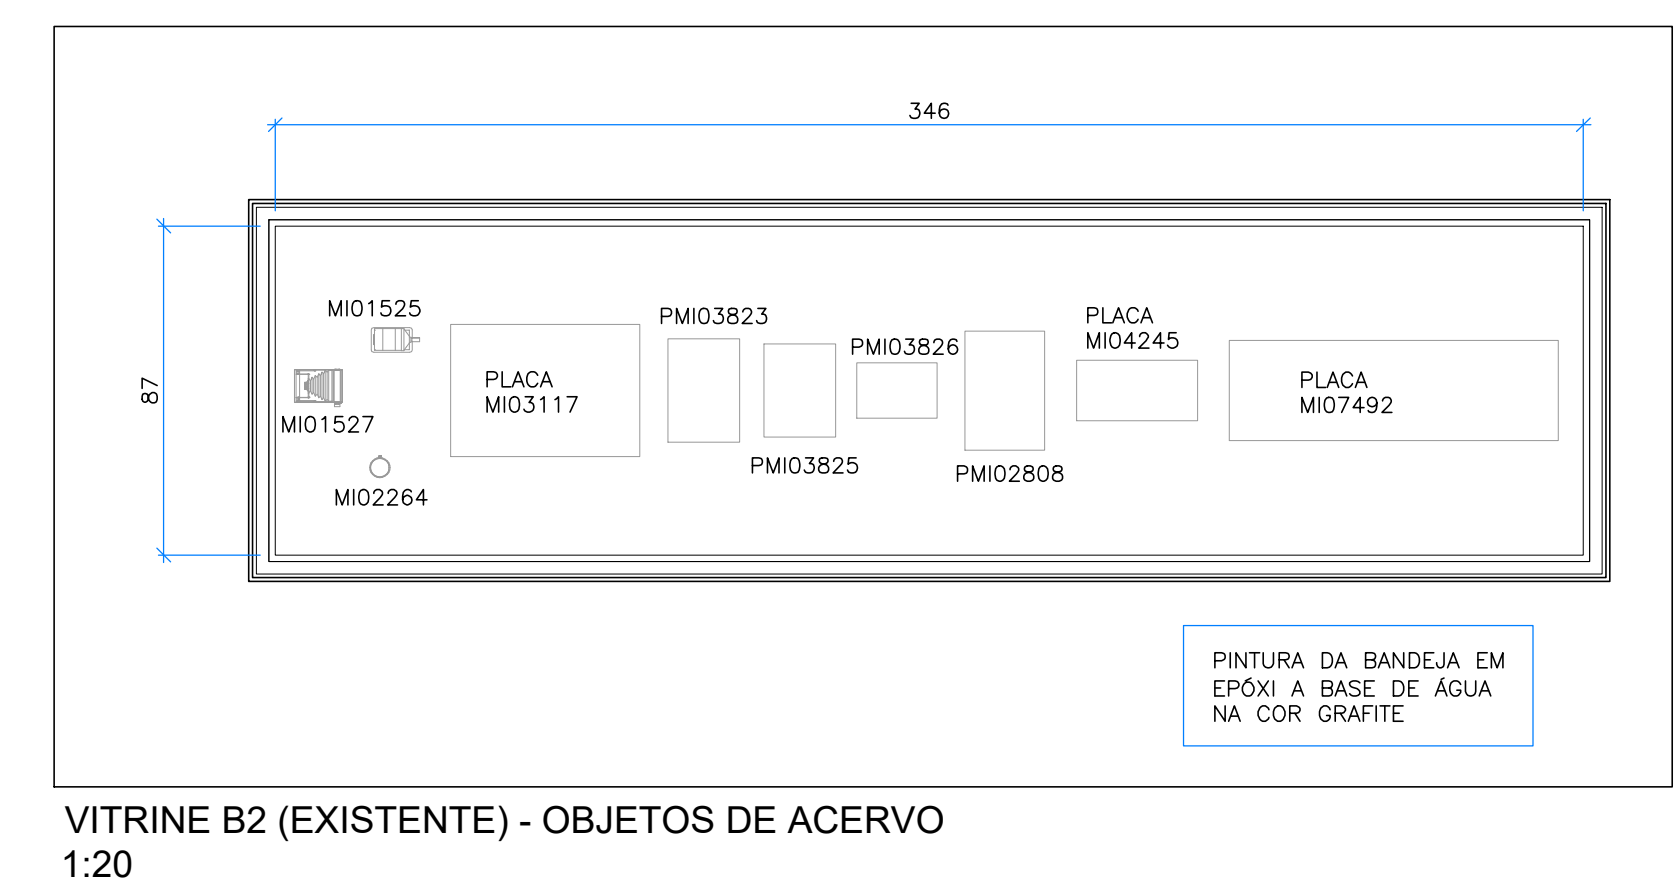 346
87
MI01525
MI01527
MI02264
PLACA
MI03117
PMI03823
PMI03825
PMI03826
PMI02808
PLACA
MI04245
PLACA
MI07492
PINTURA DA BANDEJA EM
EPÓXI A BASE DE ÁGUA
NA COR GRAFITE
VITRINE B2 (EXISTENTE) - OBJETOS DE ACERVO
1:20